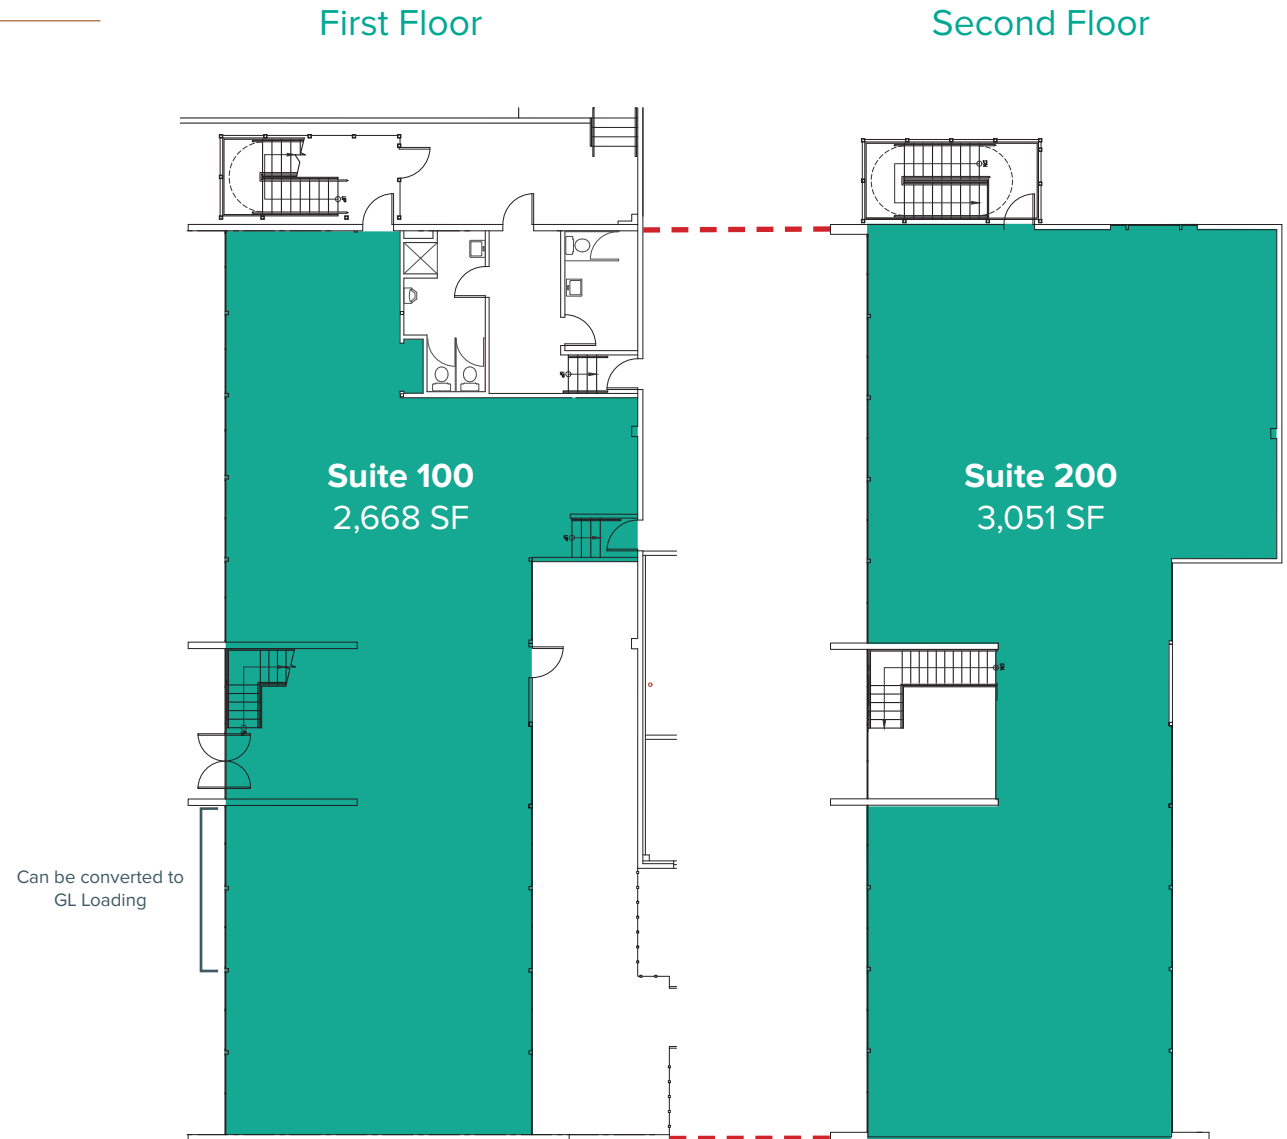 First Floor
Second Floor
Suite 100
2,668 SF
Suite 200
3,051 SF
Can be converted to
GL Loading